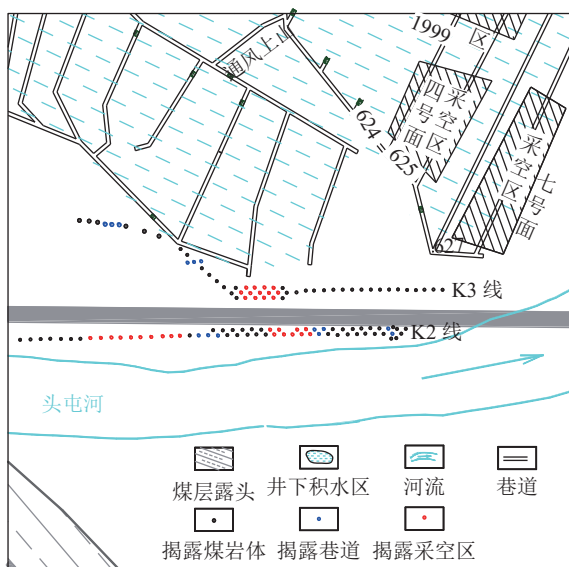 1999
区
通风上山
四号面
采空区
624 = 625
七号面
采空区
627
K3 线
K2 线
头屯河
煤层露头
井下积水区
河流
巷道
揭露煤岩体
揭露巷道
揭露采空区